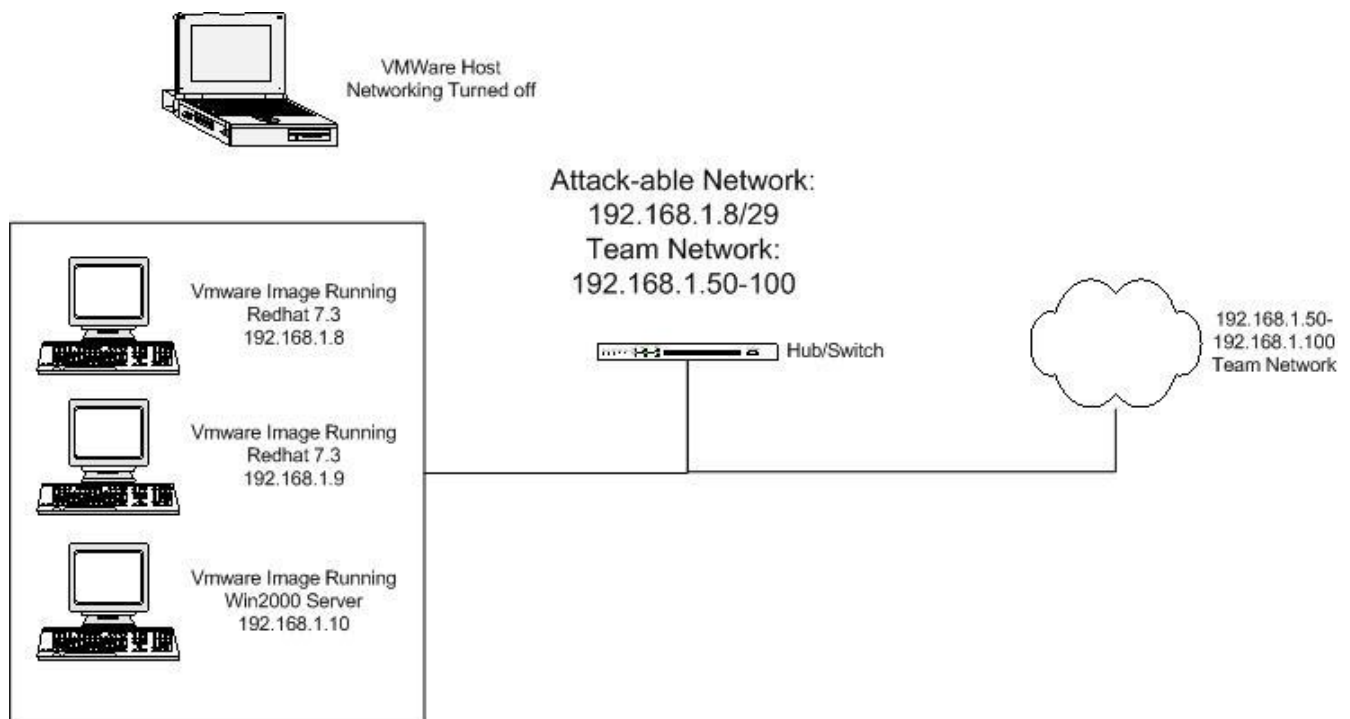 VMWare Host
Networking Turned off
Attack-able Network:
192.168.1.8/29
Team Network:
192.168.1.50-100
Vmware Image Running
Redhat 7.3
192.168.1.8
Hub/Switch
192.168.1.50-
192.168.1.100
Team Network
Vmware Image Running
Redhat 7.3
192.168.1.9
Vmware Image Running
Win2000 Server
192.168.1.10